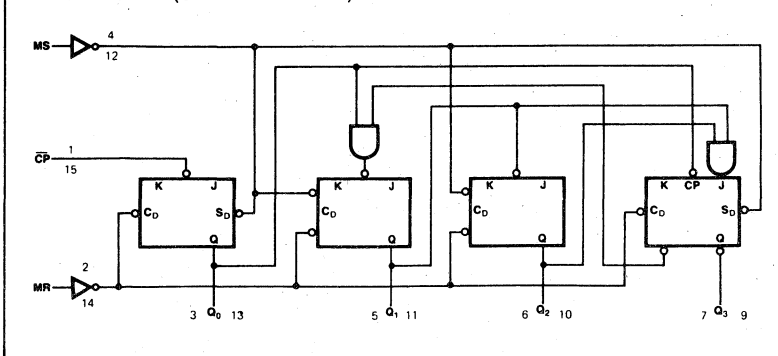 MS
4
12
CP
1
15
K J
K J
K J
K CP J
CD SD
CD
CD
CD SD
Q
Q
Q
Q
MR
2
14
3 Q0 13
5 Q1 11
6 Q2 10
7 Q3 9